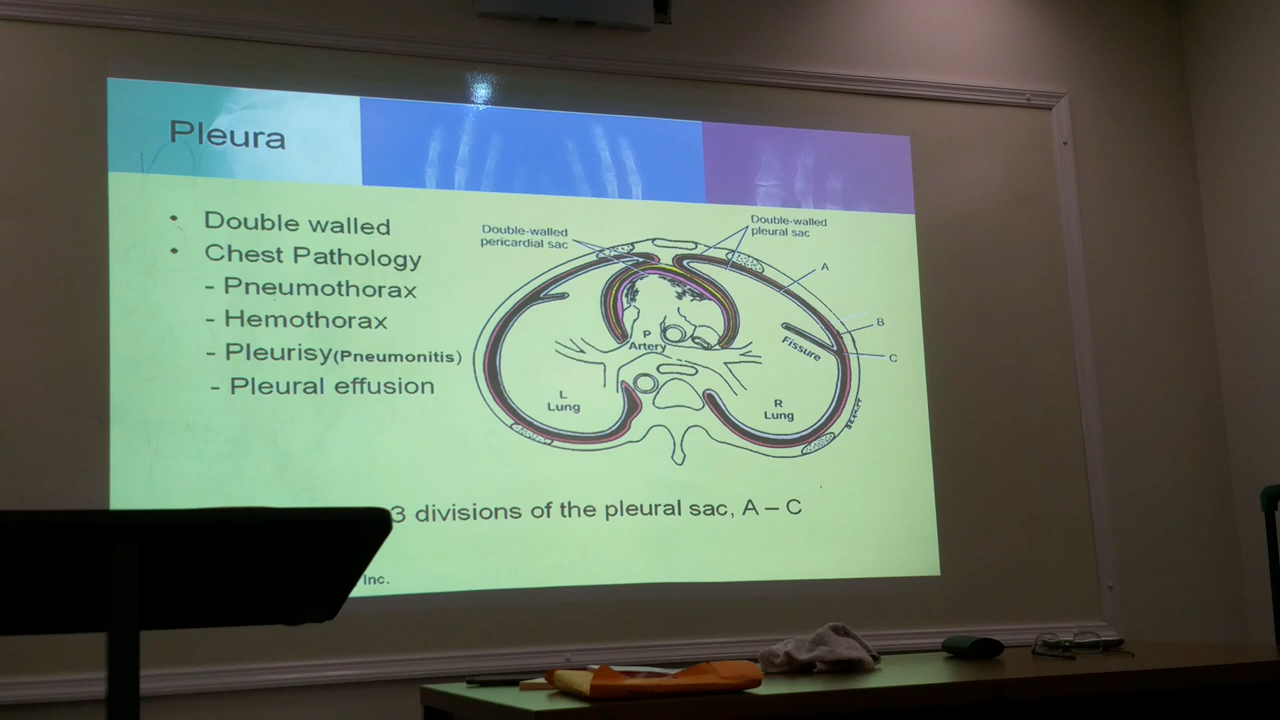 Pleura
• Double walled
• Chest Pathology
- Pneumothorax
- Hemothorax
- Pleurisy(Pneumonitis)
- Pleural effusion
Double-walled
pericardial sac
Double-walled
pleural sac
A
B
C
Fissure
P
Artery
L
Lung
R
Lung
3 divisions of the pleural sac, A – C
Inc.